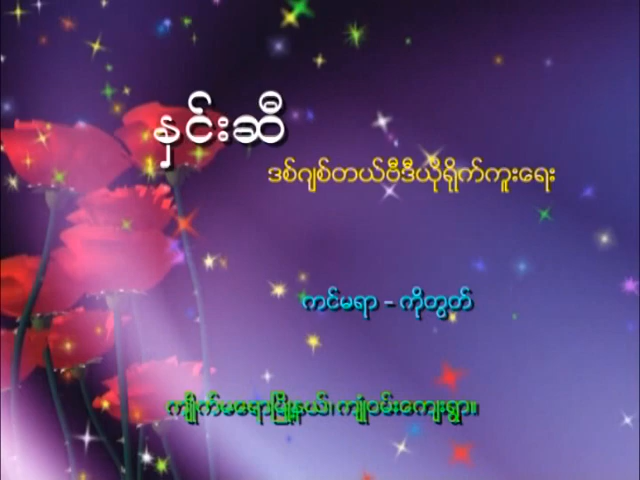 နှင်းဆီ
ဒစ်ဂျစ်တယ်ဗီဒီယိုရိုက်ကူးရေး
ကင်မရာ - ကိုတွတ်
ကျိုက်မရောမြို့နယ်၊ ကျုံဝမ်းကျေးရွာ။